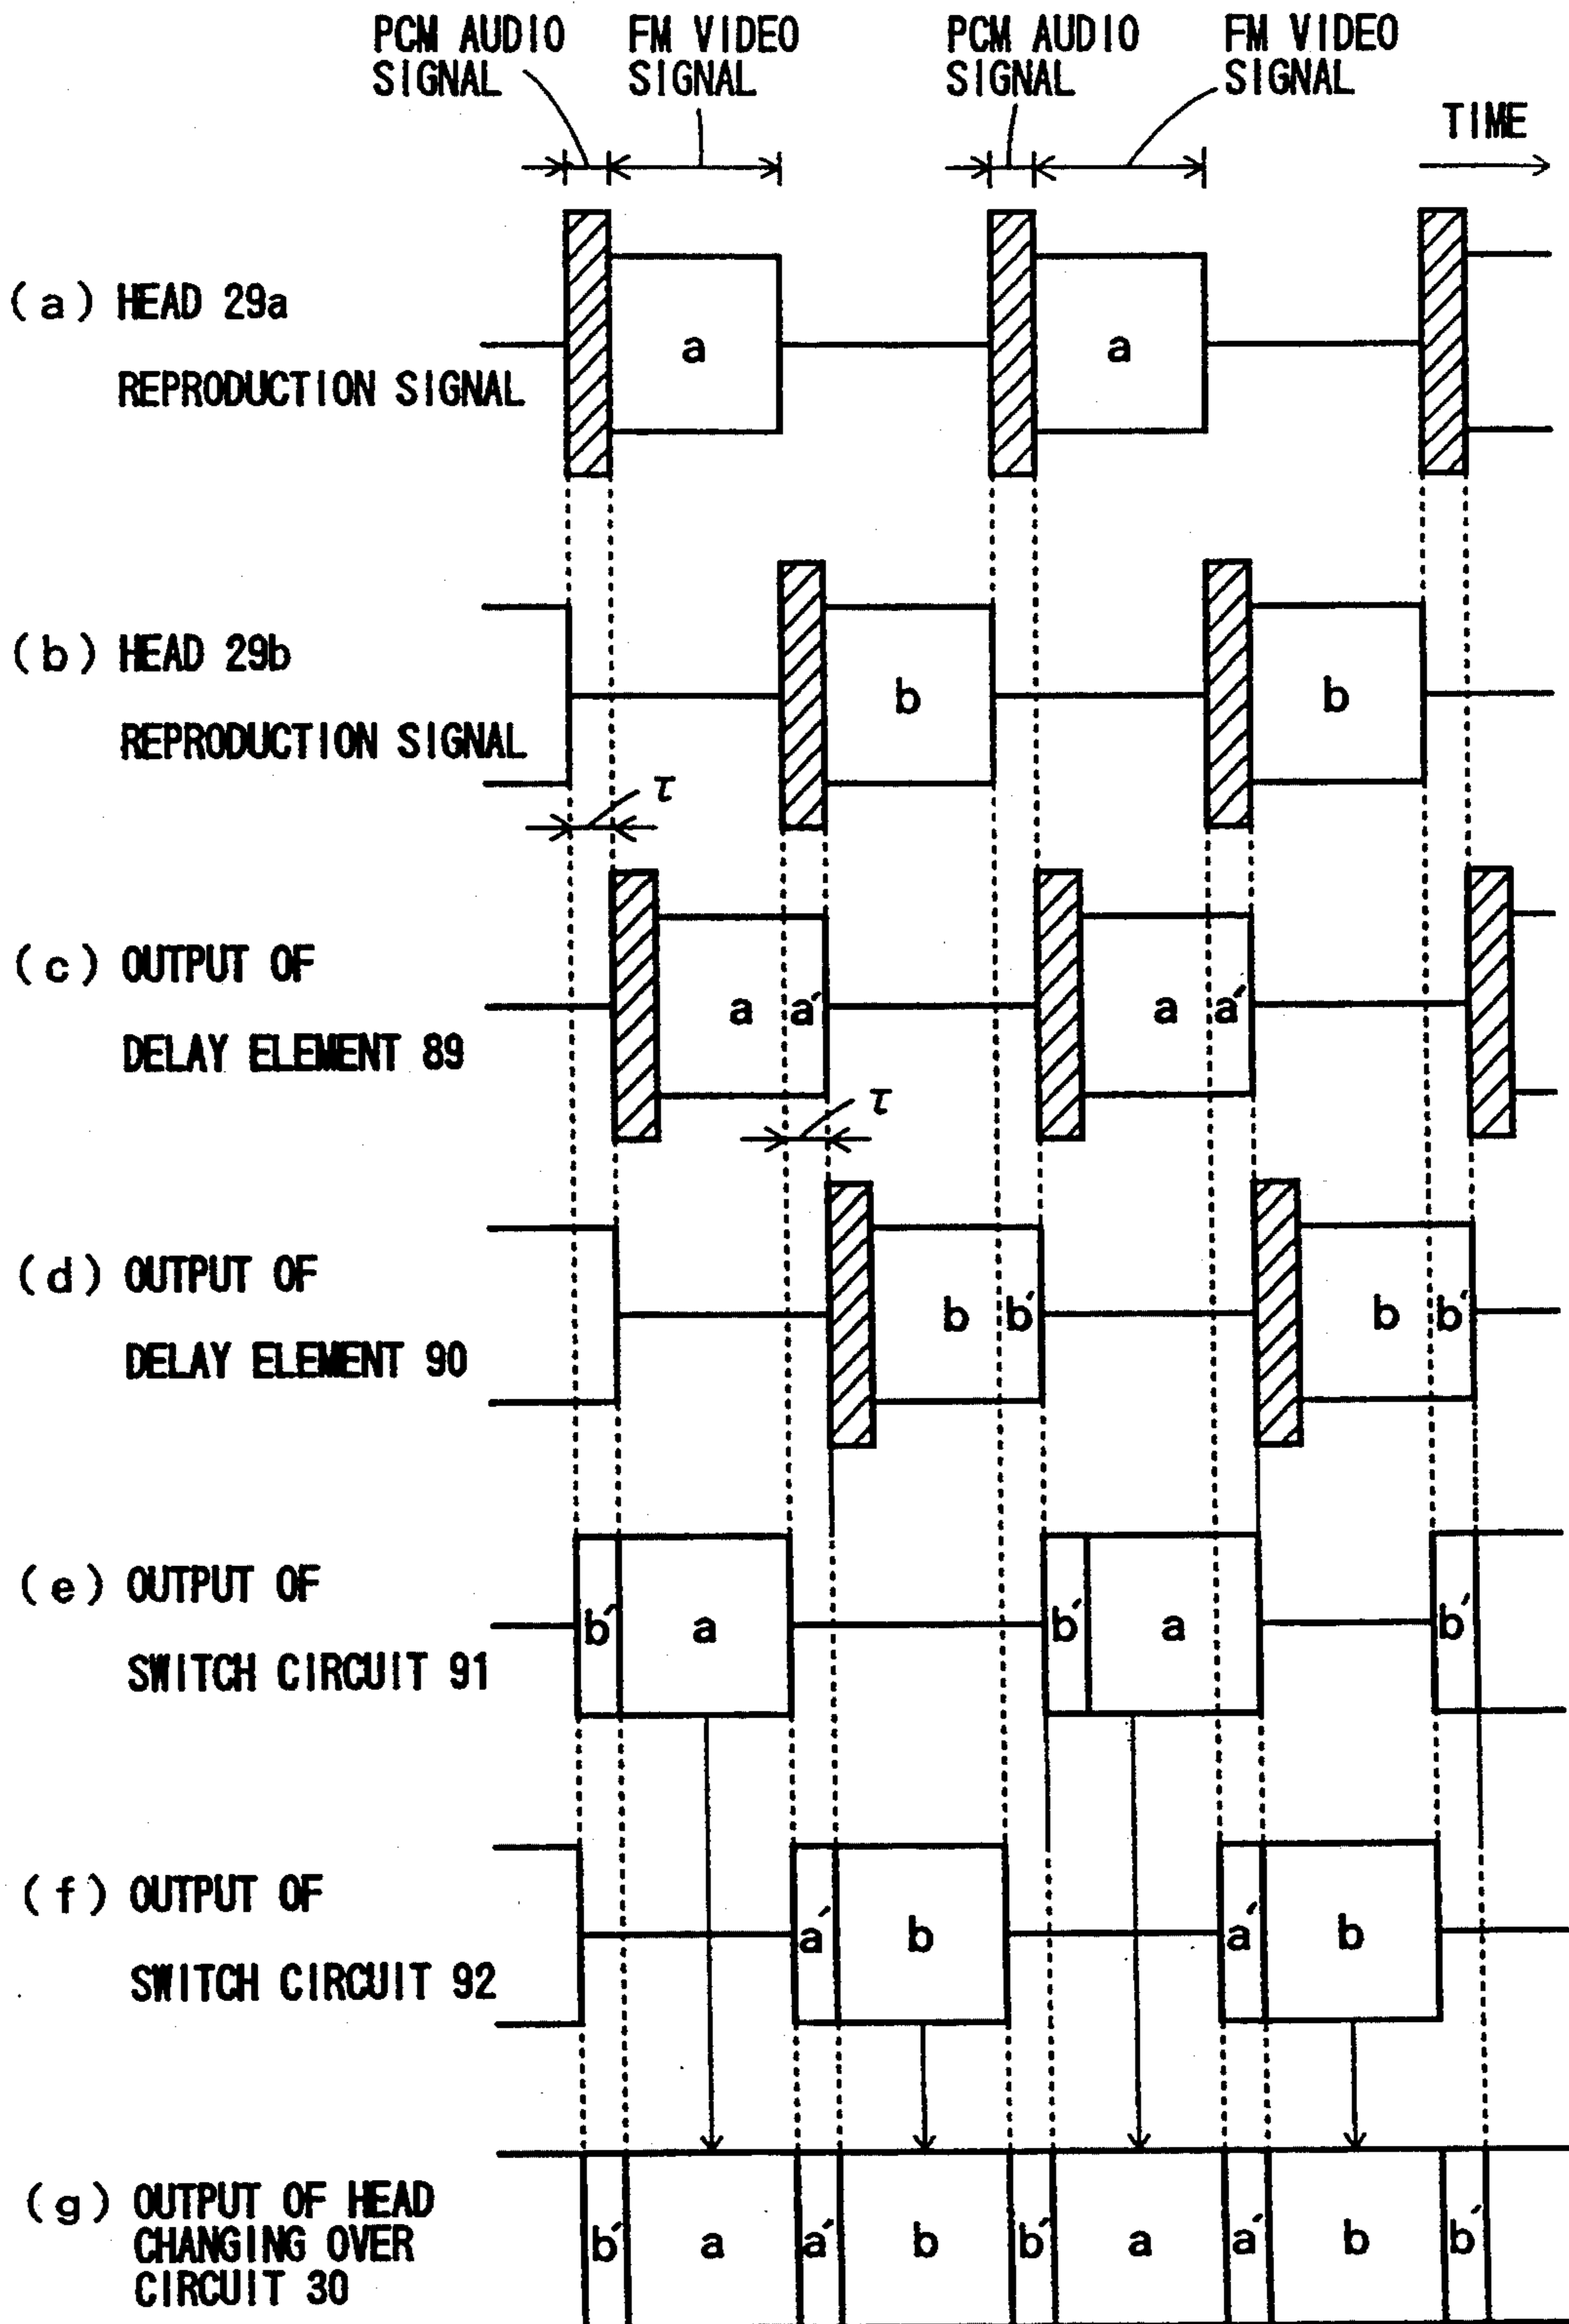 PCM AUDIO SIGNAL
FM VIDEO SIGNAL
PCM AUDIO SIGNAL
FM VIDEO SIGNAL
TIME
(a) HEAD 29a
REPRODUCTION SIGNAL
a
a
(b) HEAD 29b
REPRODUCTION SIGNAL
b
b
τ
(c) OUTPUT OF
DELAY ELEMENT 89
a a′
a a′
τ
(d) OUTPUT OF
DELAY ELEMENT 90
b b′
b b′
(e) OUTPUT OF
SWITCH CIRCUIT 91
b′ a
b′ a
b′
(f) OUTPUT OF
SWITCH CIRCUIT 92
a′ b
a′ b
(g) OUTPUT OF HEAD
CHANGING OVER
CIRCUIT 30
b′ a a′ b b′ a a′ b b′